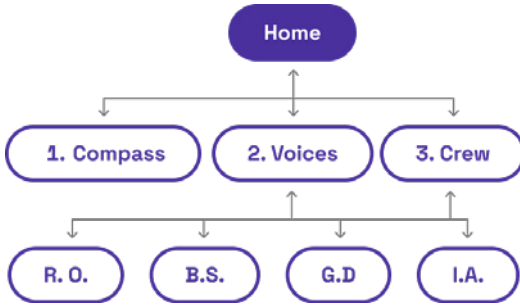 Home
1. Compass
2. Voices
3. Crew
R. O.
B.S.
G.D
I.A.